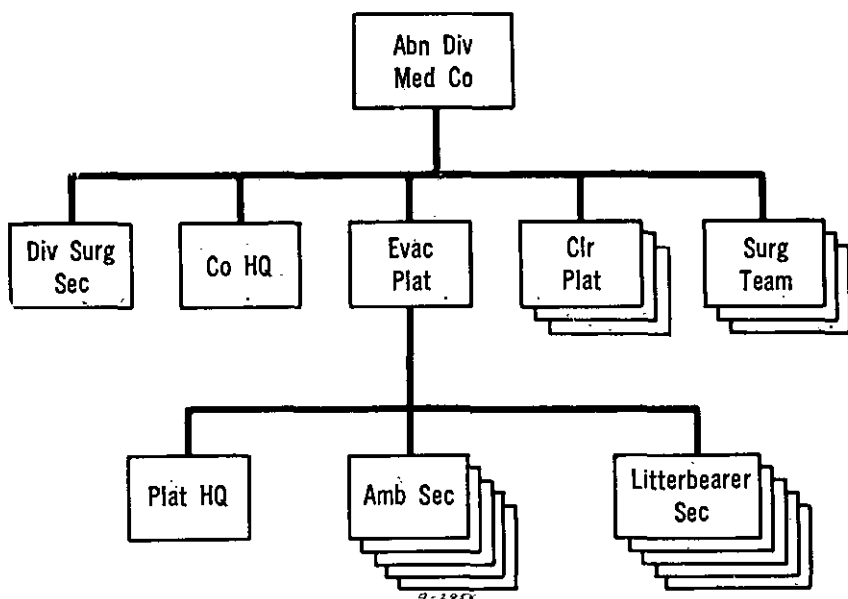 Abn Div
Med Co
Div Surg
Sec
Co HQ
Evac
Plat
Clr
Plat
Surg
Team
Plat HQ
Amb Sec
Litterbearer
Sec